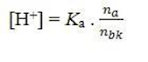 [H⁺] = Kₐ . nₐ / n_bk